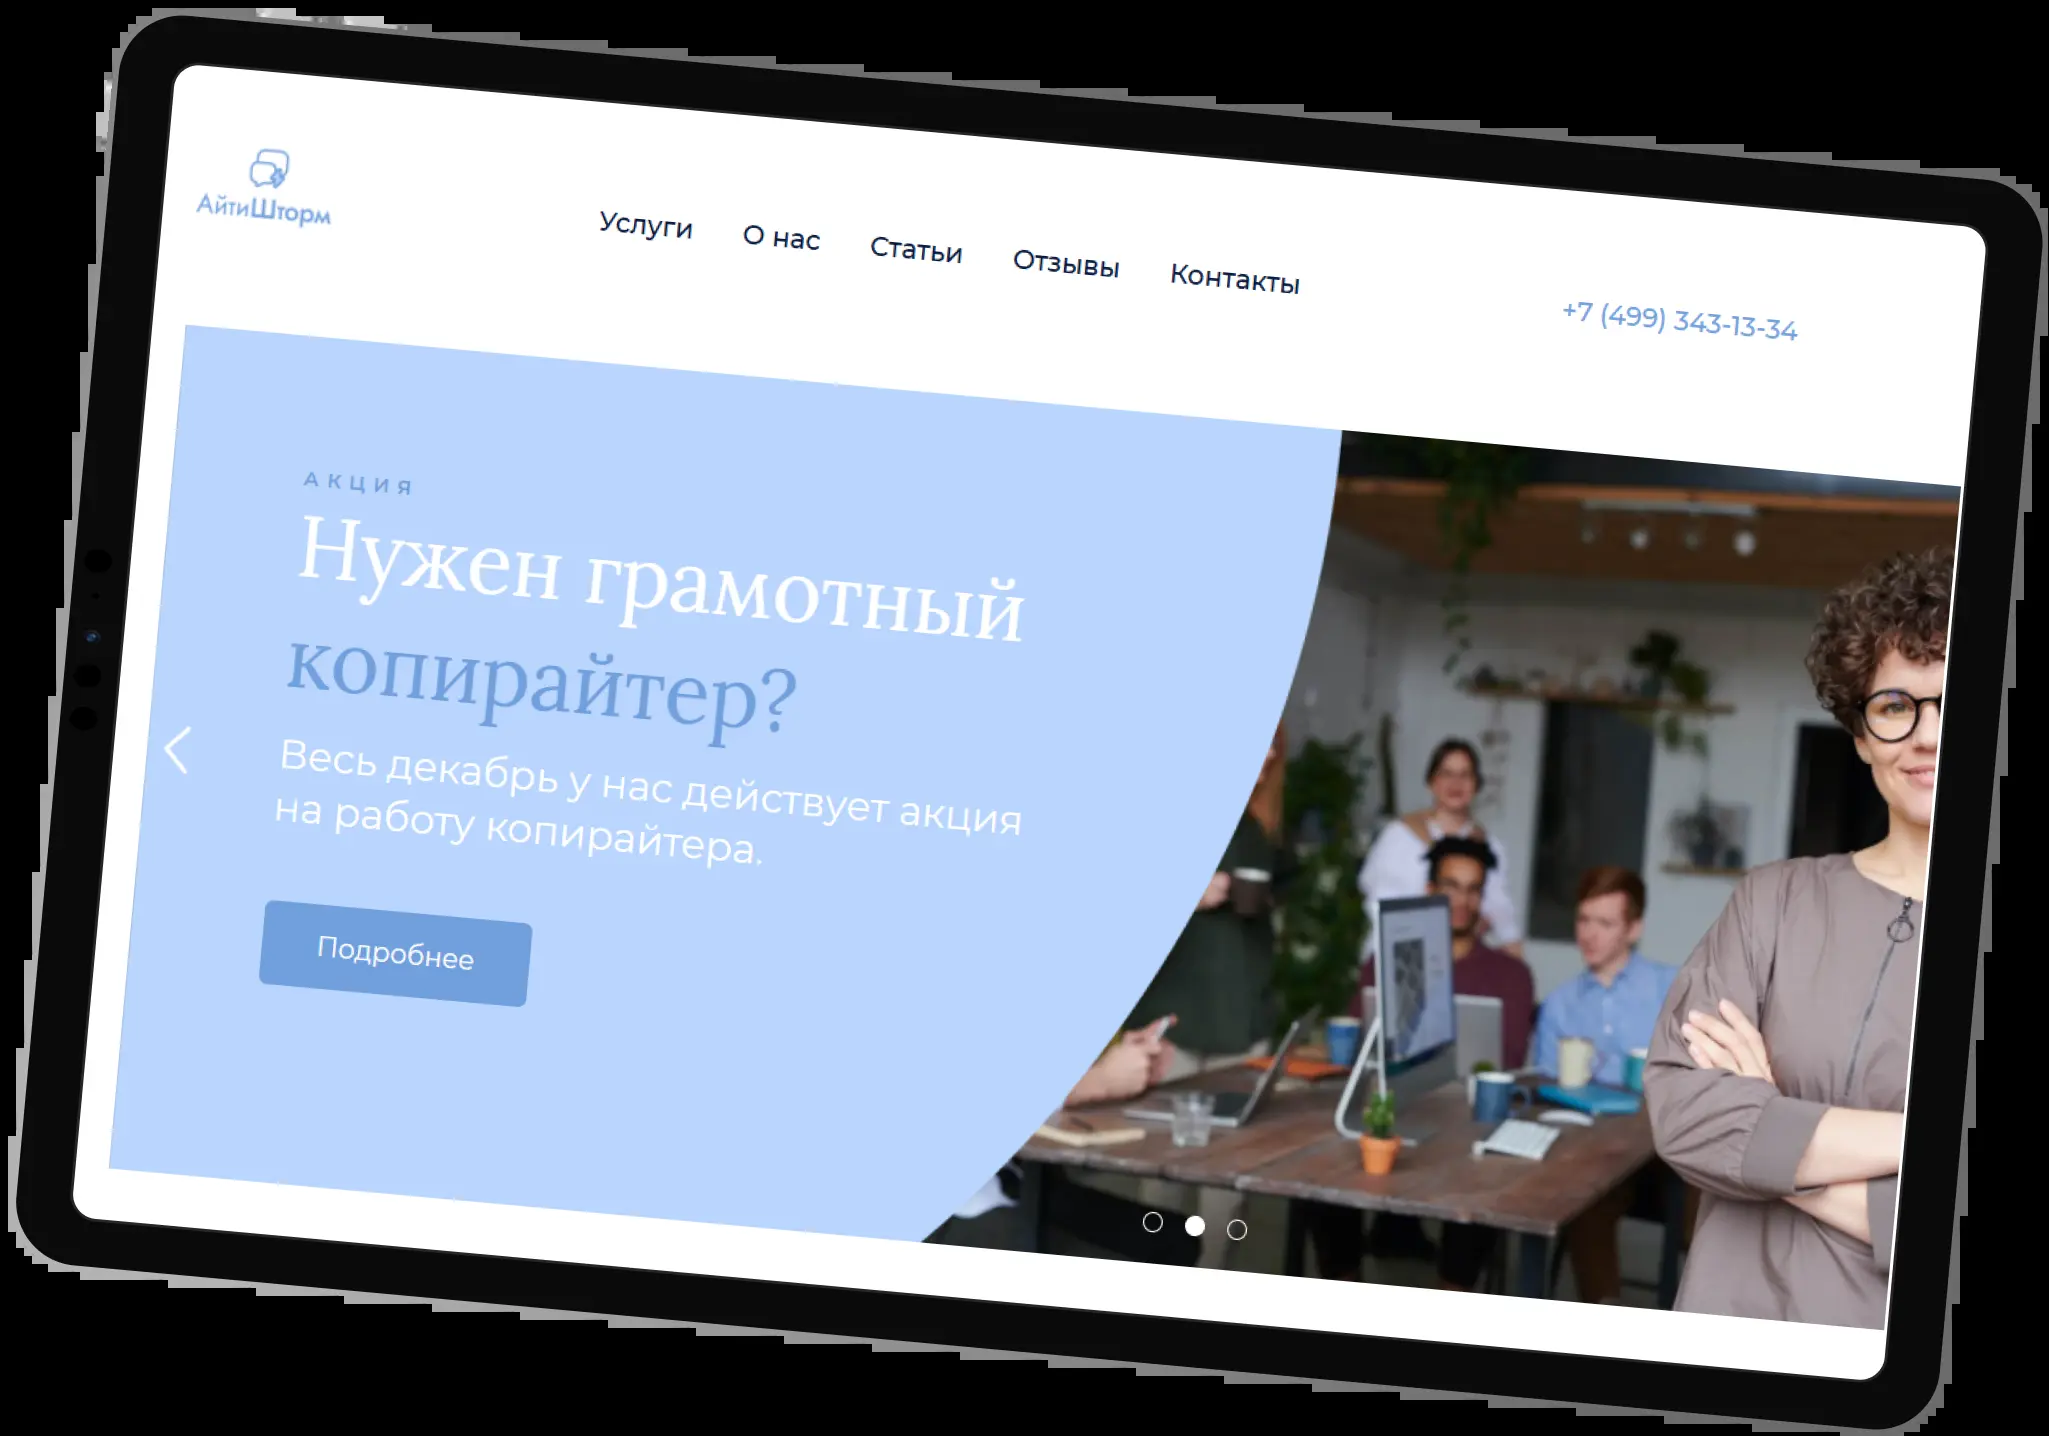 АйтиШторм
Услуги О нас Статьи Отзывы Контакты
+7 (499) 343-13-34
АКЦИЯ
Нужен грамотный
копирайтер?
Весь декабрь у нас действует акция
на работу копирайтера.
Подробнее